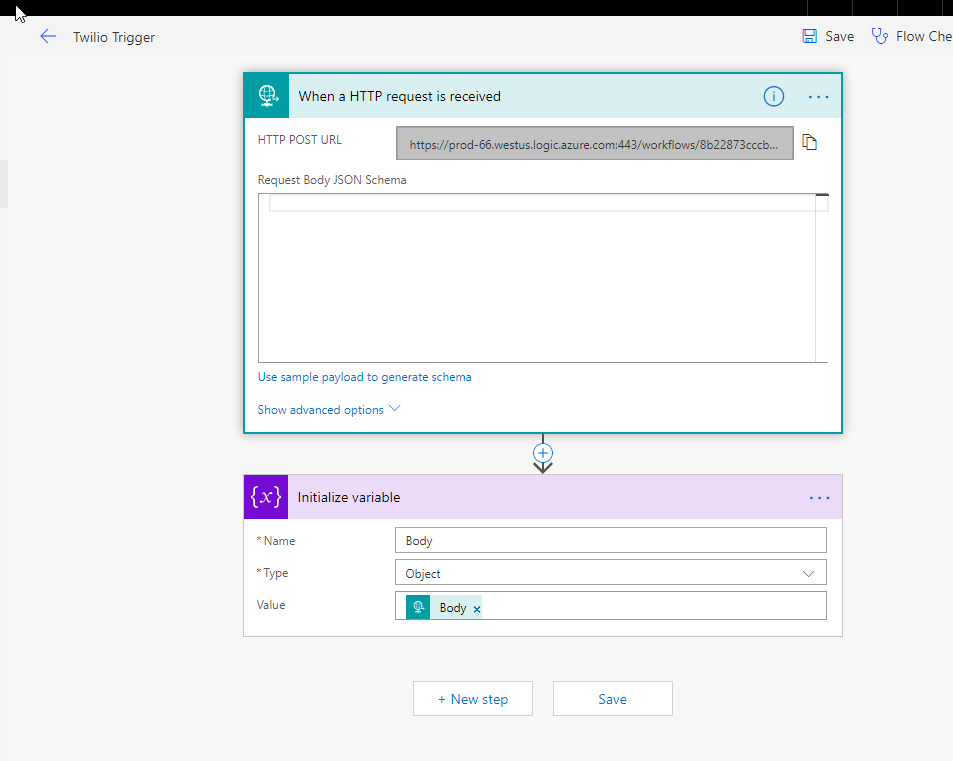 Twilio Trigger
Save
Flow Che
When a HTTP request is received
HTTP POST URL
https://prod-66.westus.logic.azure.com:443/workflows/8b22873cccb...
Request Body JSON Schema
Use sample payload to generate schema
Show advanced options
{x} Initialize variable
* Name
Body
* Type
Object
Value
Body ×
+ New step
Save